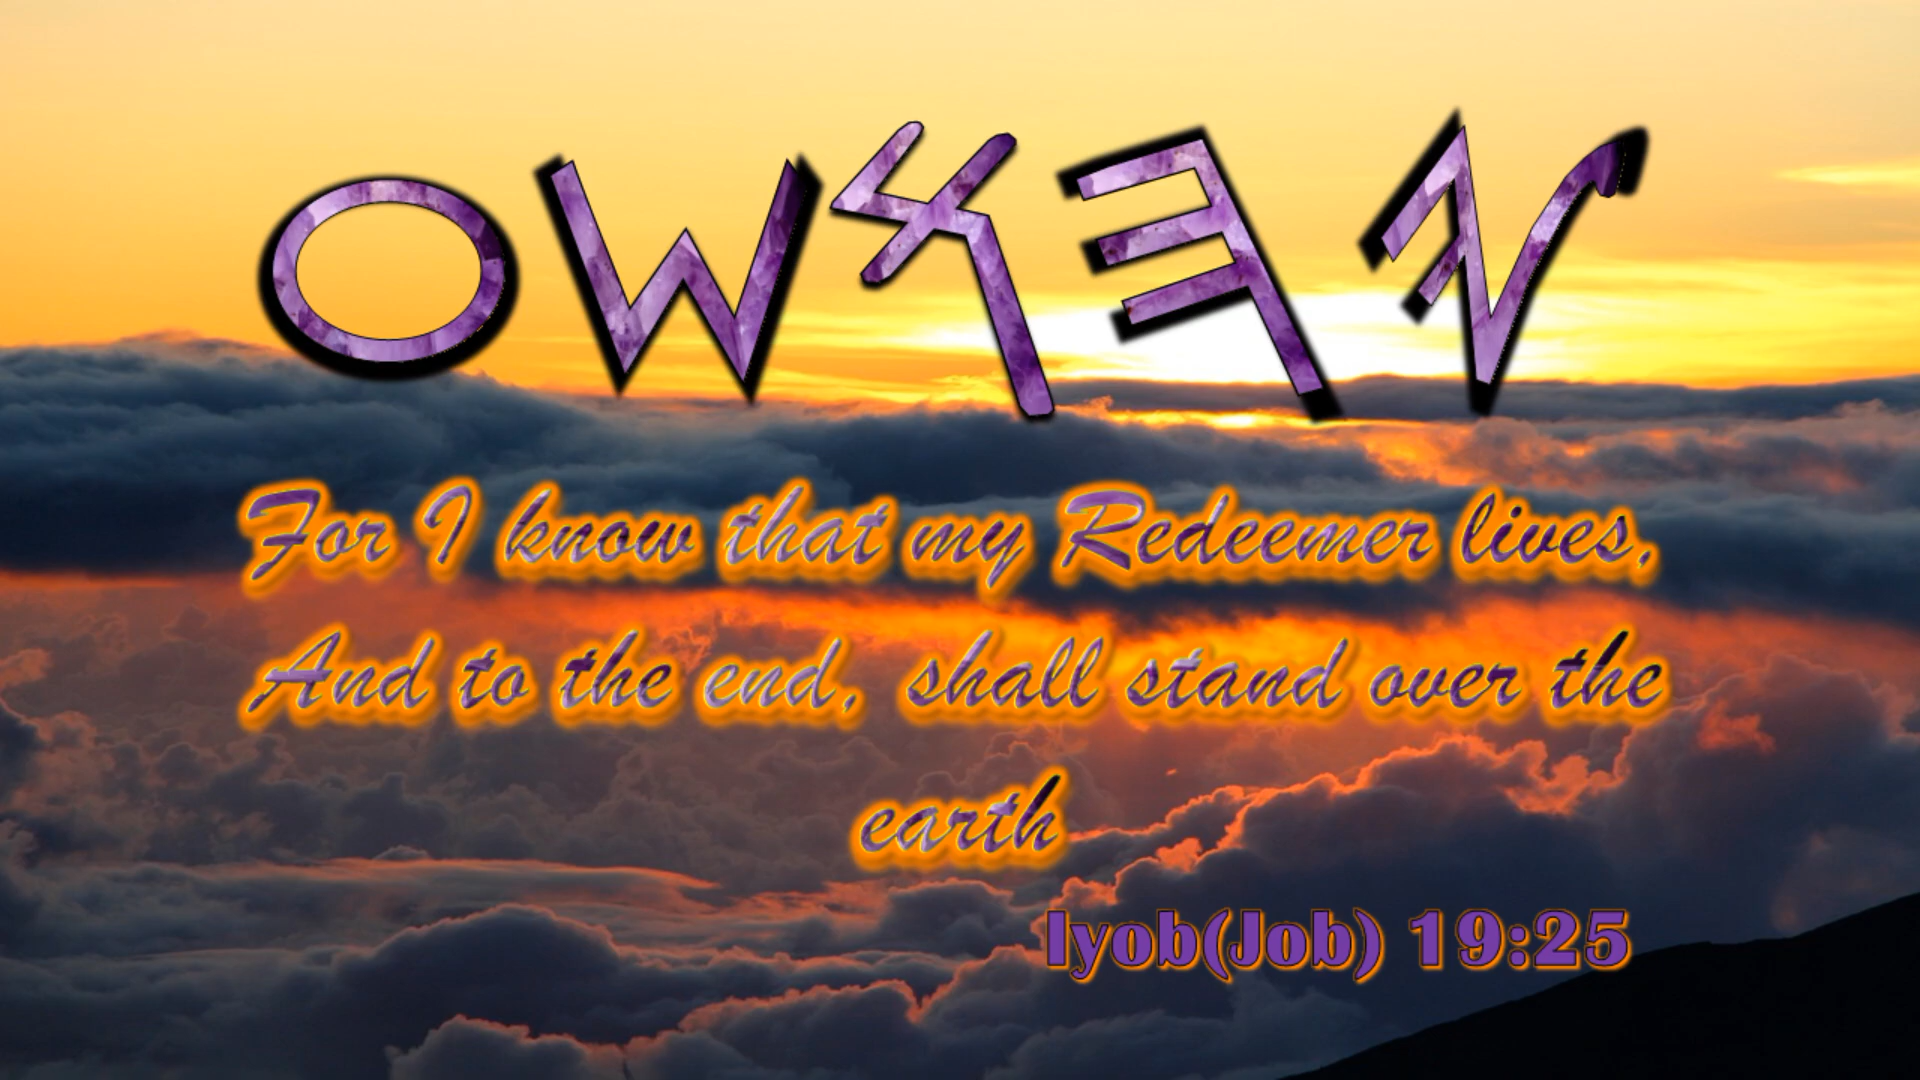 𐤉𐤄𐤅𐤔𐤏
For I know that my Redeemer lives,
And to the end, shall stand over the
earth
Iyob(Job) 19:25